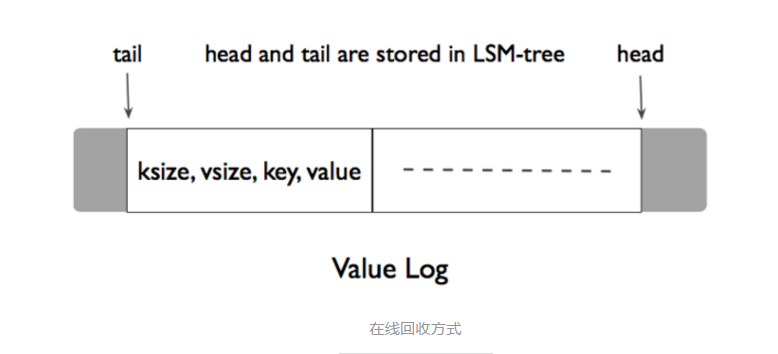 tail head and tail are stored in LSM-tree head
ksize, vsize, key, value
Value Log
在线回收方式